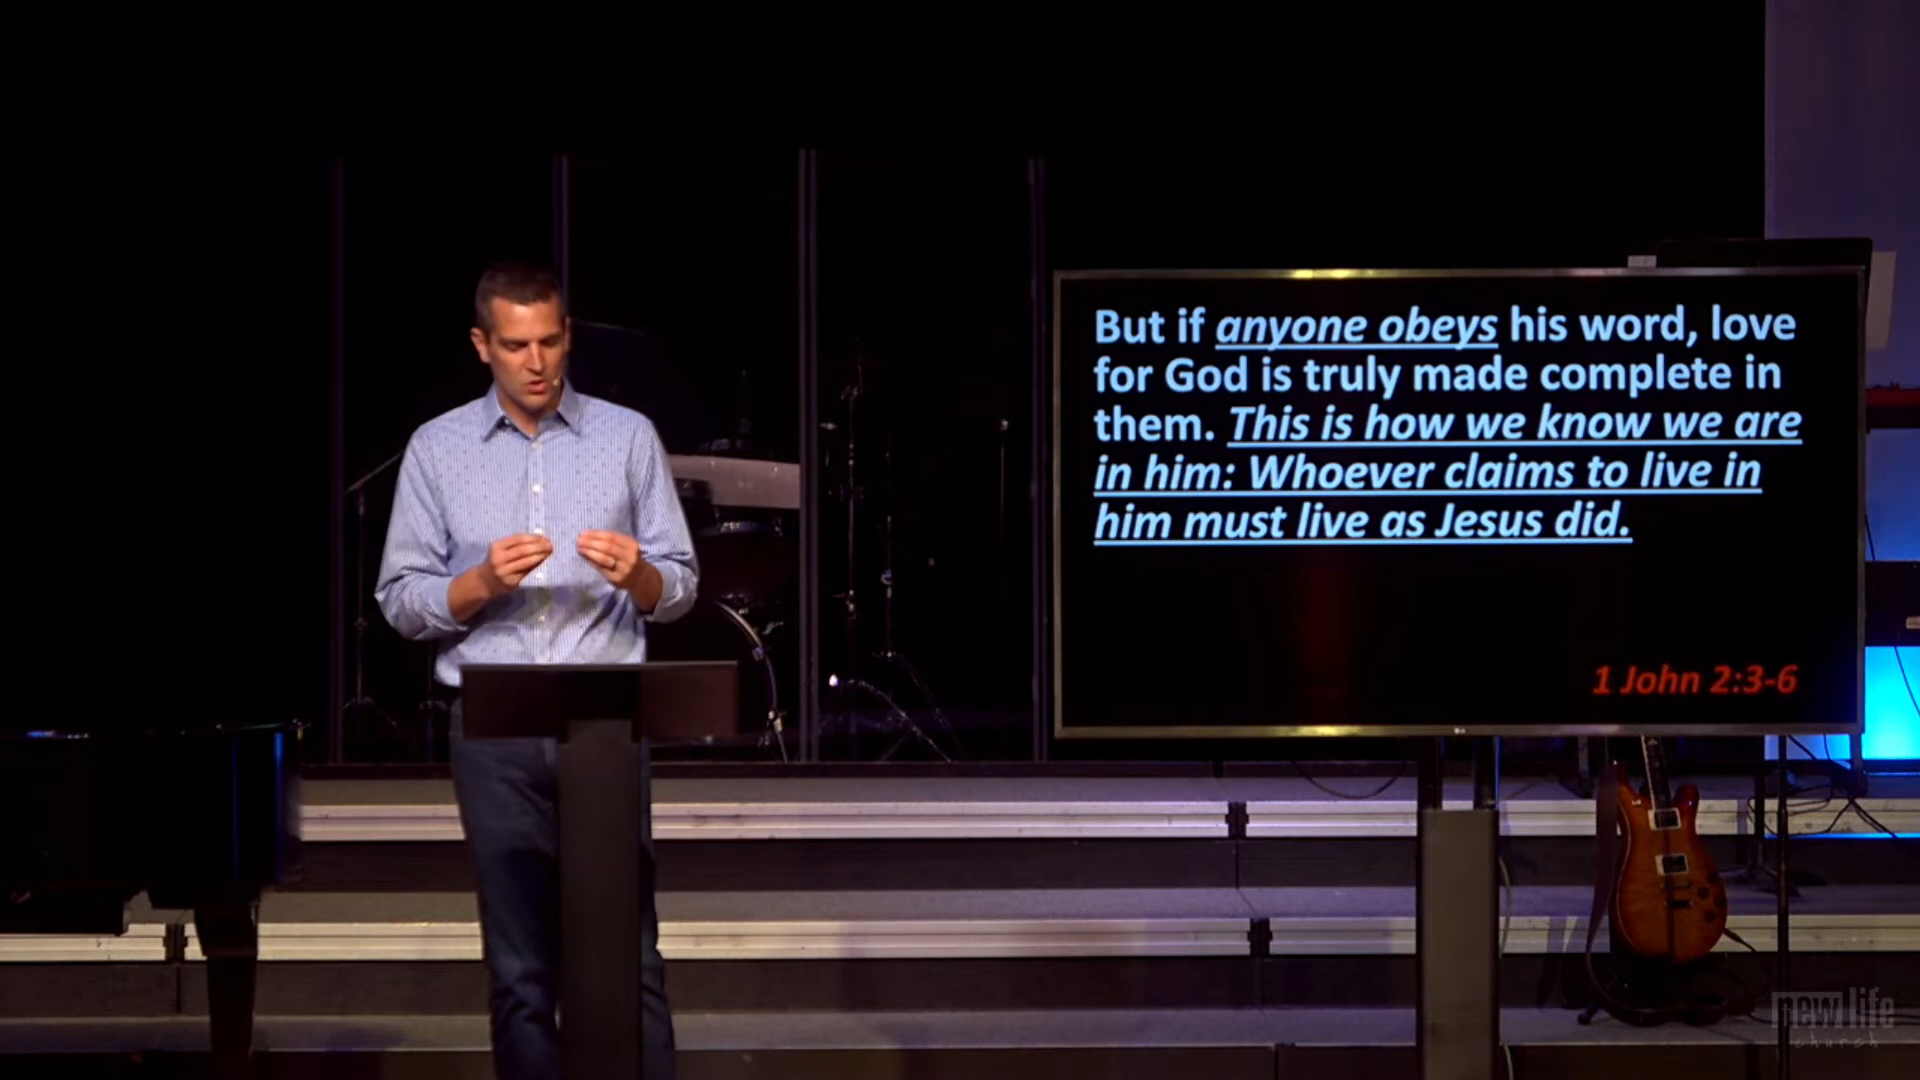 But if anyone obeys his word, love
for God is truly made complete in
them. This is how we know we are
in him: Whoever claims to live in
him must live as Jesus did.
1 John 2:3-6
new life
church